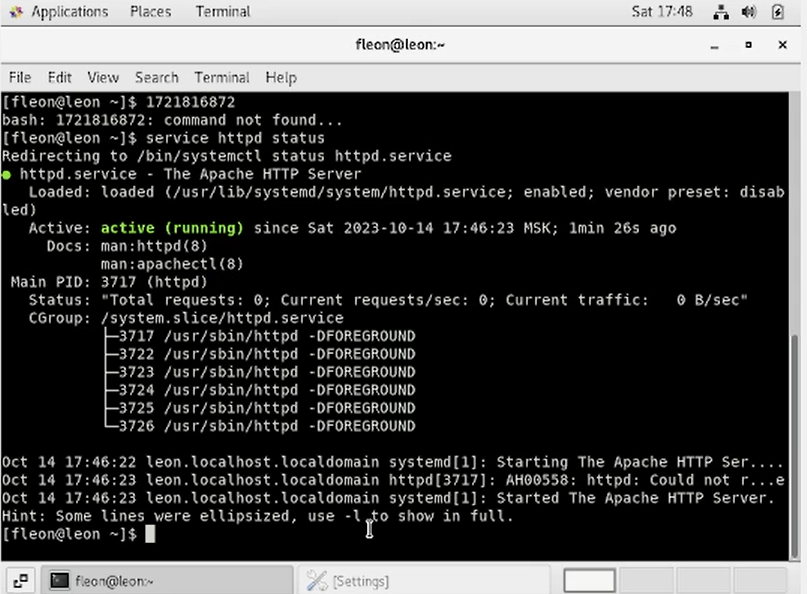 Applications Places Terminal Sat 17:48
fleon@leon:~
File Edit View Search Terminal Help
[fleon@leon ~]$ 1721816872
bash: 1721816872: command not found...
[fleon@leon ~]$ service httpd status
Redirecting to /bin/systemctl status httpd.service
● httpd.service - The Apache HTTP Server
Loaded: loaded (/usr/lib/systemd/system/httpd.service; enabled; vendor preset: disab
led)
Active: active (running) since Sat 2023-10-14 17:46:23 MSK; 1min 26s ago
Docs: man:httpd(8)
man:apachectl(8)
Main PID: 3717 (httpd)
Status: "Total requests: 0; Current requests/sec: 0; Current traffic:   0 B/sec"
CGroup: /system.slice/httpd.service
├─3717 /usr/sbin/httpd -DFOREGROUND
├─3722 /usr/sbin/httpd -DFOREGROUND
├─3723 /usr/sbin/httpd -DFOREGROUND
├─3724 /usr/sbin/httpd -DFOREGROUND
├─3725 /usr/sbin/httpd -DFOREGROUND
└─3726 /usr/sbin/httpd -DFOREGROUND
Oct 14 17:46:22 leon.localhost.localdomain systemd[1]: Starting The Apache HTTP Ser....
Oct 14 17:46:23 leon.localhost.localdomain httpd[3717]: AH00558: httpd: Could not r...e
Oct 14 17:46:23 leon.localhost.localdomain systemd[1]: Started The Apache HTTP Server.
Hint: Some lines were ellipsized, use -l to show in full.
[fleon@leon ~]$
fleon@leon:~ [Settings]